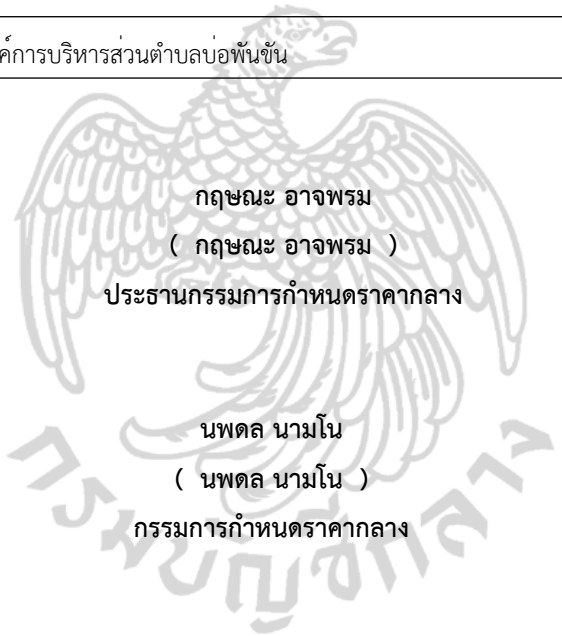 ค์การบริหารส่วนตำบลบ่อพันขัน
กฤษณะ อาจพรม
( กฤษณะ อาจพรม )
ประธานกรรมการกำหนดราคากลาง
นพดล นามโน
( นพดล นามโน )
กรรมการกำหนดราคากลาง
กรมบัญชีกลาง